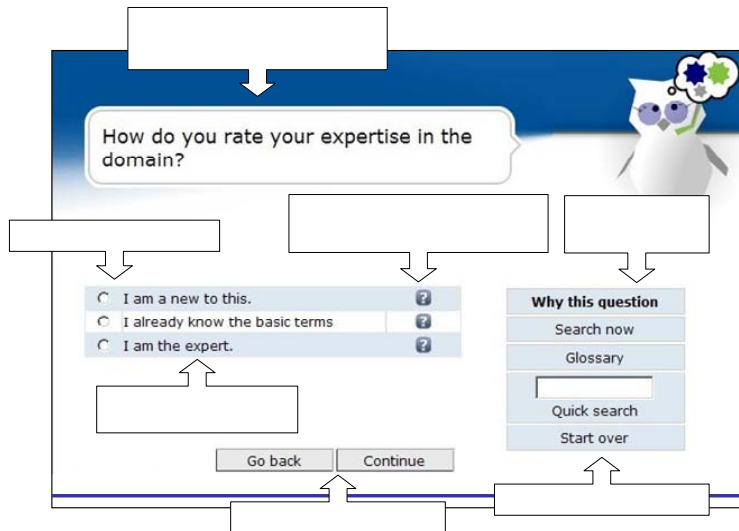 How do you rate your expertise in the
domain?
I am a new to this.
?
I already know the basic terms
?
I am the expert.
?
Why this question
Search now
Glossary
Quick search
Start over
Go back
Continue